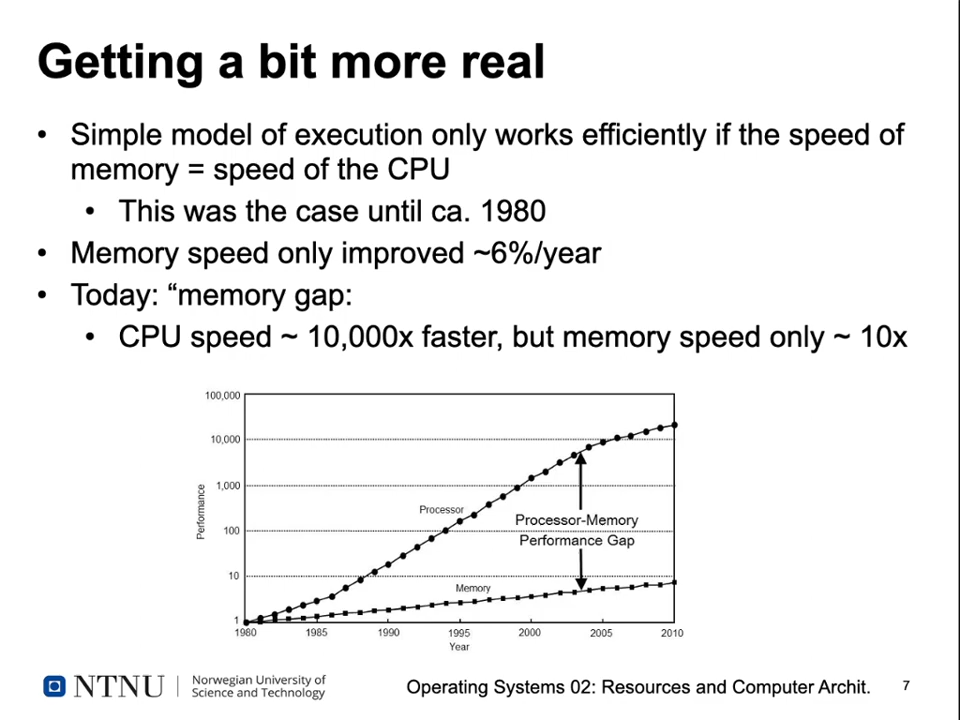 Getting a bit more real
• Simple model of execution only works efficiently if the speed of
memory = speed of the CPU
• This was the case until ca. 1980
• Memory speed only improved ~6%/year
• Today: “memory gap:
• CPU speed ~ 10,000x faster, but memory speed only ~ 10x
100,000
10,000
1,000
100
10
1
Performance
Processor
Processor-Memory
Performance Gap
Memory
1980 1985 1990 1995 2000 2005 2010
Year
NTNU
Norwegian University of
Science and Technology
Operating Systems 02: Resources and Computer Archit.
7